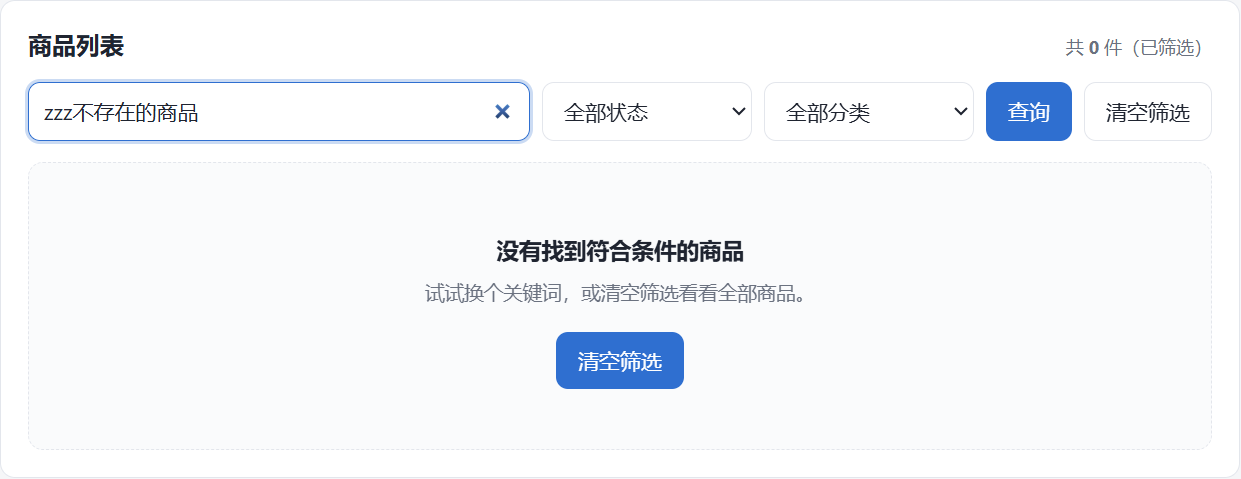 商品列表
共 0 件（已筛选）
zzz不存在的商品
全部状态
全部分类
查询
清空筛选
没有找到符合条件的商品
试试换个关键词，或清空筛选看看全部商品。
清空筛选